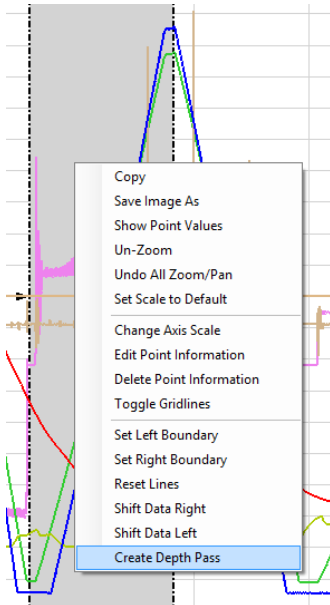 Copy
Save Image As
Show Point Values
Un-Zoom
Undo All Zoom/Pan
Set Scale to Default
Change Axis Scale
Edit Point Information
Delete Point Information
Toggle Gridlines
Set Left Boundary
Set Right Boundary
Reset Lines
Shift Data Right
Shift Data Left
Create Depth Pass